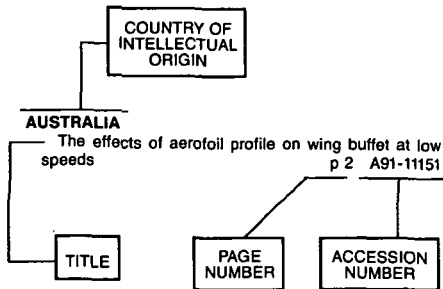 COUNTRY OF
INTELLECTUAL
ORIGIN
AUSTRALIA
The effects of aerofoil profile on wing buffet at low
speeds
p 2 A91-11151
TITLE
PAGE
NUMBER
ACCESSION
NUMBER